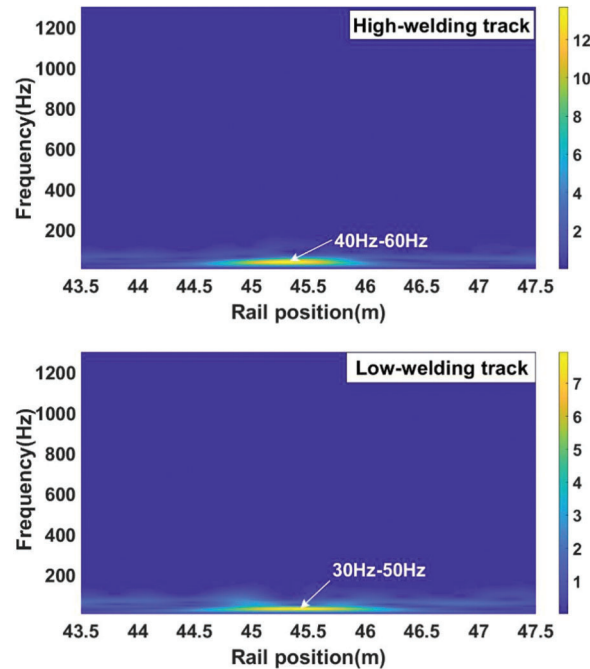 High-welding track
1200
1000
800
600
400
200
Frequency(Hz)
40Hz-60Hz
43.5 44 44.5 45 45.5 46 46.5 47 47.5
Rail position(m)
12
10
8
6
4
2
Low-welding track
1200
1000
800
600
400
200
Frequency(Hz)
30Hz-50Hz
43.5 44 44.5 45 45.5 46 46.5 47 47.5
Rail position(m)
7
6
5
4
3
2
1